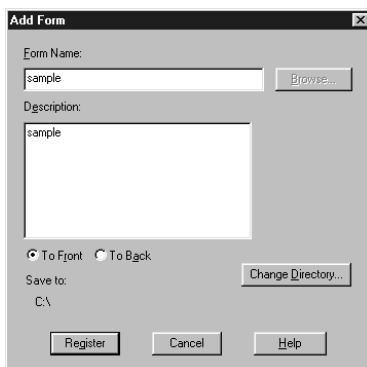 Add Form
Form Name:
sample
Browse...
Description:
sample
To Front To Back
Save to:
Change Directory...
C:\
Register Cancel Help